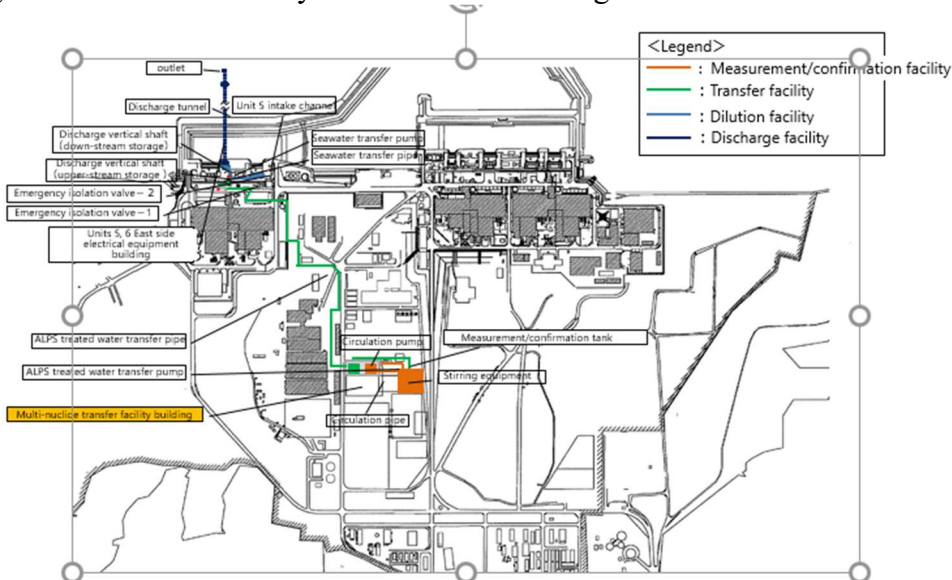 <Legend>
: Measurement/confirmation facility
: Transfer facility
: Dilution facility
: Discharge facility
outlet
Discharge tunnel
Unit 5 intake channel
Discharge vertical shaft
(down-stream storage)
Seawater transfer pump
Seawater transfer pipe
Discharge vertical shaft
(upper-stream storage)
Emergency isolation valve－2
Emergency isolation valve－1
Units 5, 6 East side
electrical equipment
building
ALPS treated water transfer pipe
Circulation pump
Measurement/confirmation tank
ALPS treated water transfer pump
Stirring equipment
Multi-nuclide transfer facility building
Circulation pipe